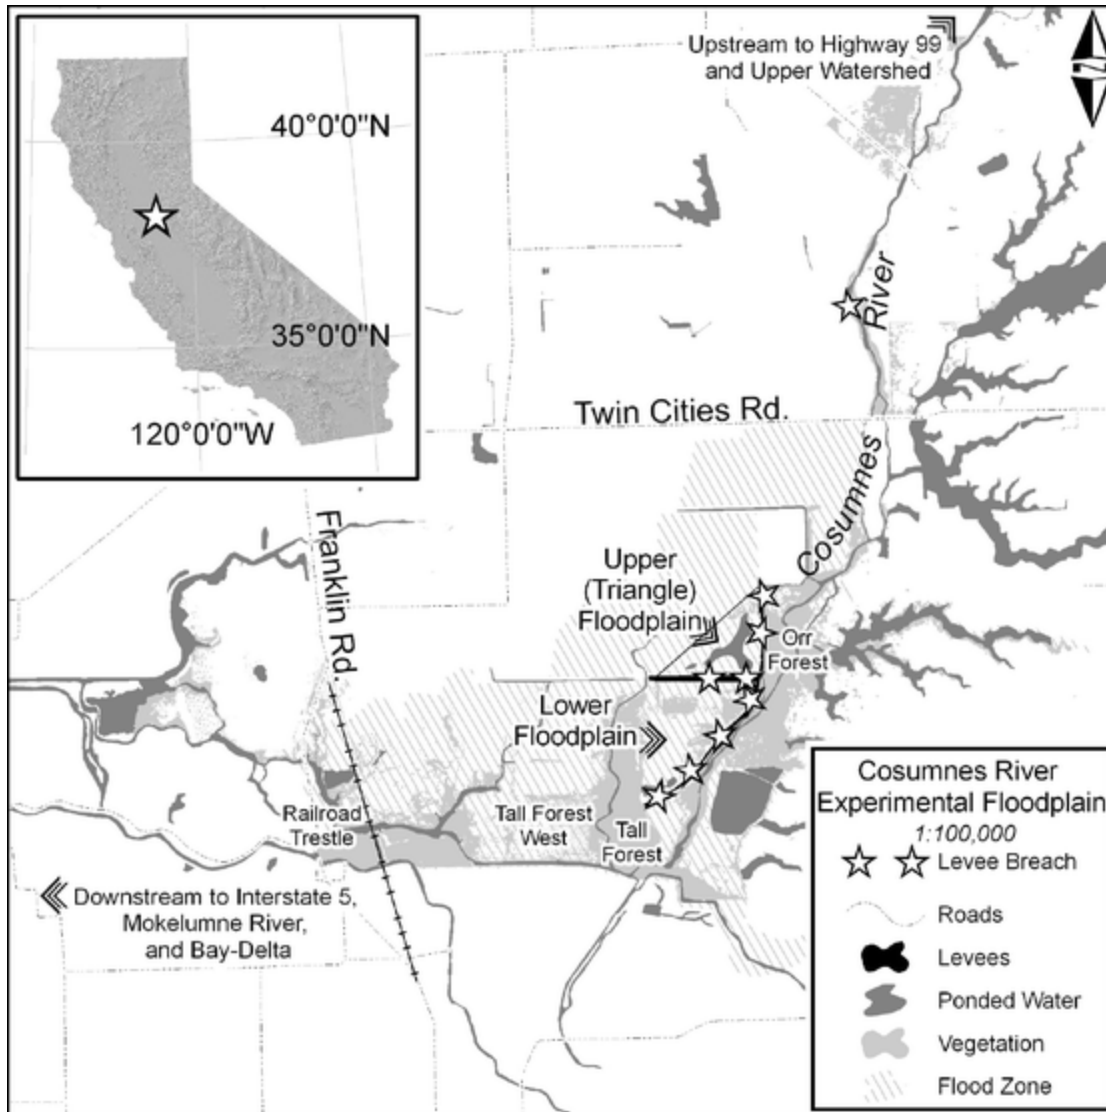 Upstream to Highway 99
and Upper Watershed
N
40°0'0"N
35°0'0"N
120°0'0"W
River
Twin Cities Rd.
Cosumnes
Franklin Rd.
Upper
(Triangle)
Floodplain
Orr
Forest
Lower
Floodplain
Railroad
Trestle
Tall Forest
West
Tall
Forest
Downstream to Interstate 5,
Mokelumne River,
and Bay-Delta
Cosumnes River
Experimental Floodplain
1:100,000
Levee Breach
Roads
Levees
Ponded Water
Vegetation
Flood Zone